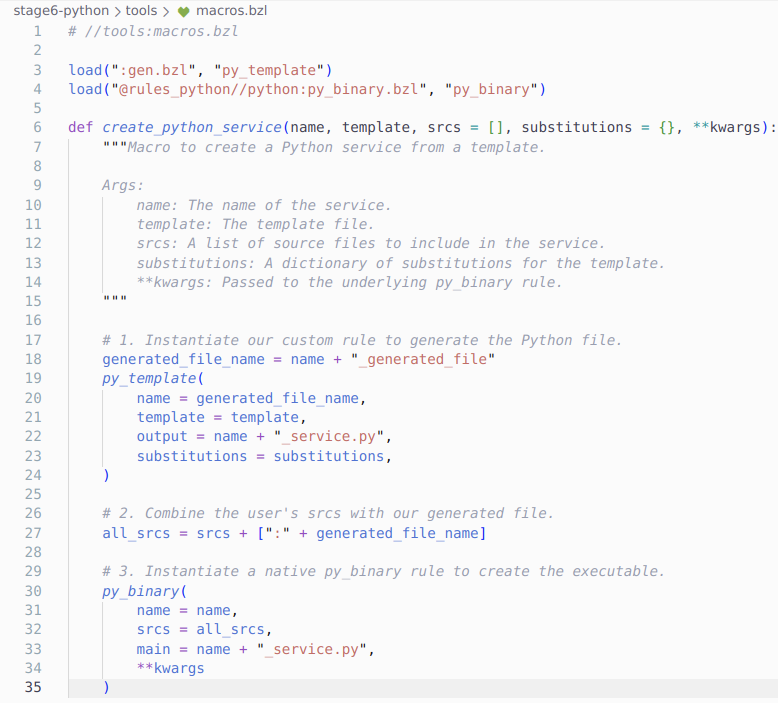 stage6-python > tools > macros.bzl
1 # //tools:macros.bzl
2
3 load(":gen.bzl", "py_template")
4 load("@rules_python//python:py_binary.bzl", "py_binary")
5
6 def create_python_service(name, template, srcs = [], substitutions = {}, **kwargs):
7     """Macro to create a Python service from a template.
8
9     Args:
10         name: The name of the service.
11         template: The template file.
12         srcs: A list of source files to include in the service.
13         substitutions: A dictionary of substitutions for the template.
14         **kwargs: Passed to the underlying py_binary rule.
15     """
16
17     # 1. Instantiate our custom rule to generate the Python file.
18     generated_file_name = name + "_generated_file"
19     py_template(
20         name = generated_file_name,
21         template = template,
22         output = name + "_service.py",
23         substitutions = substitutions,
24     )
25
26     # 2. Combine the user's srcs with our generated file.
27     all_srcs = srcs + [":" + generated_file_name]
28
29     # 3. Instantiate a native py_binary rule to create the executable.
30     py_binary(
31         name = name,
32         srcs = all_srcs,
33         main = name + "_service.py",
34         **kwargs
35     )